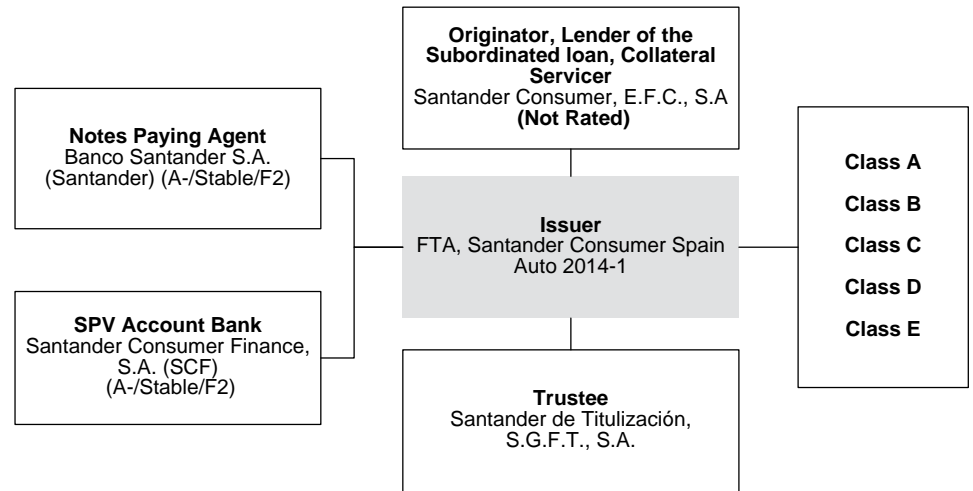 Originator, Lender of the
Subordinated loan, Collateral
Servicer
Santander Consumer, E.F.C., S.A
(Not Rated)
Notes Paying Agent
Banco Santander S.A.
(Santander) (A-/Stable/F2)
Issuer
FTA, Santander Consumer Spain
Auto 2014-1
Class A
Class B
Class C
Class D
Class E
SPV Account Bank
Santander Consumer Finance,
S.A. (SCF)
(A-/Stable/F2)
Trustee
Santander de Titulización,
S.G.F.T., S.A.